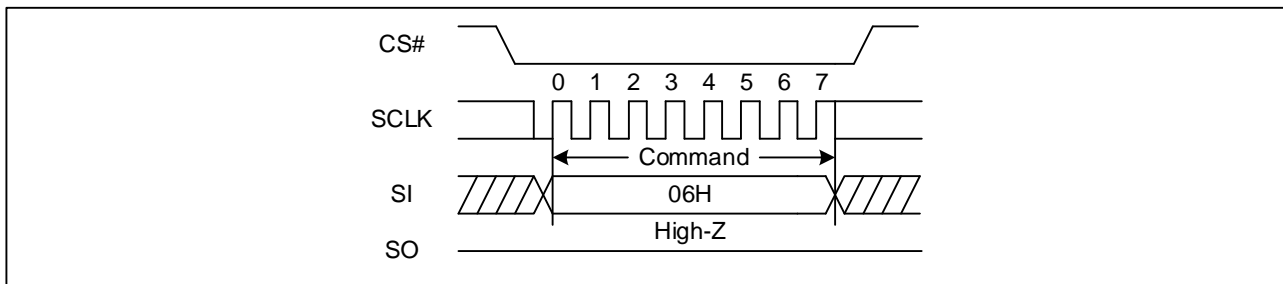 CS#
0 1 2 3 4 5 6 7
SCLK
Command
SI
06H
High-Z
SO